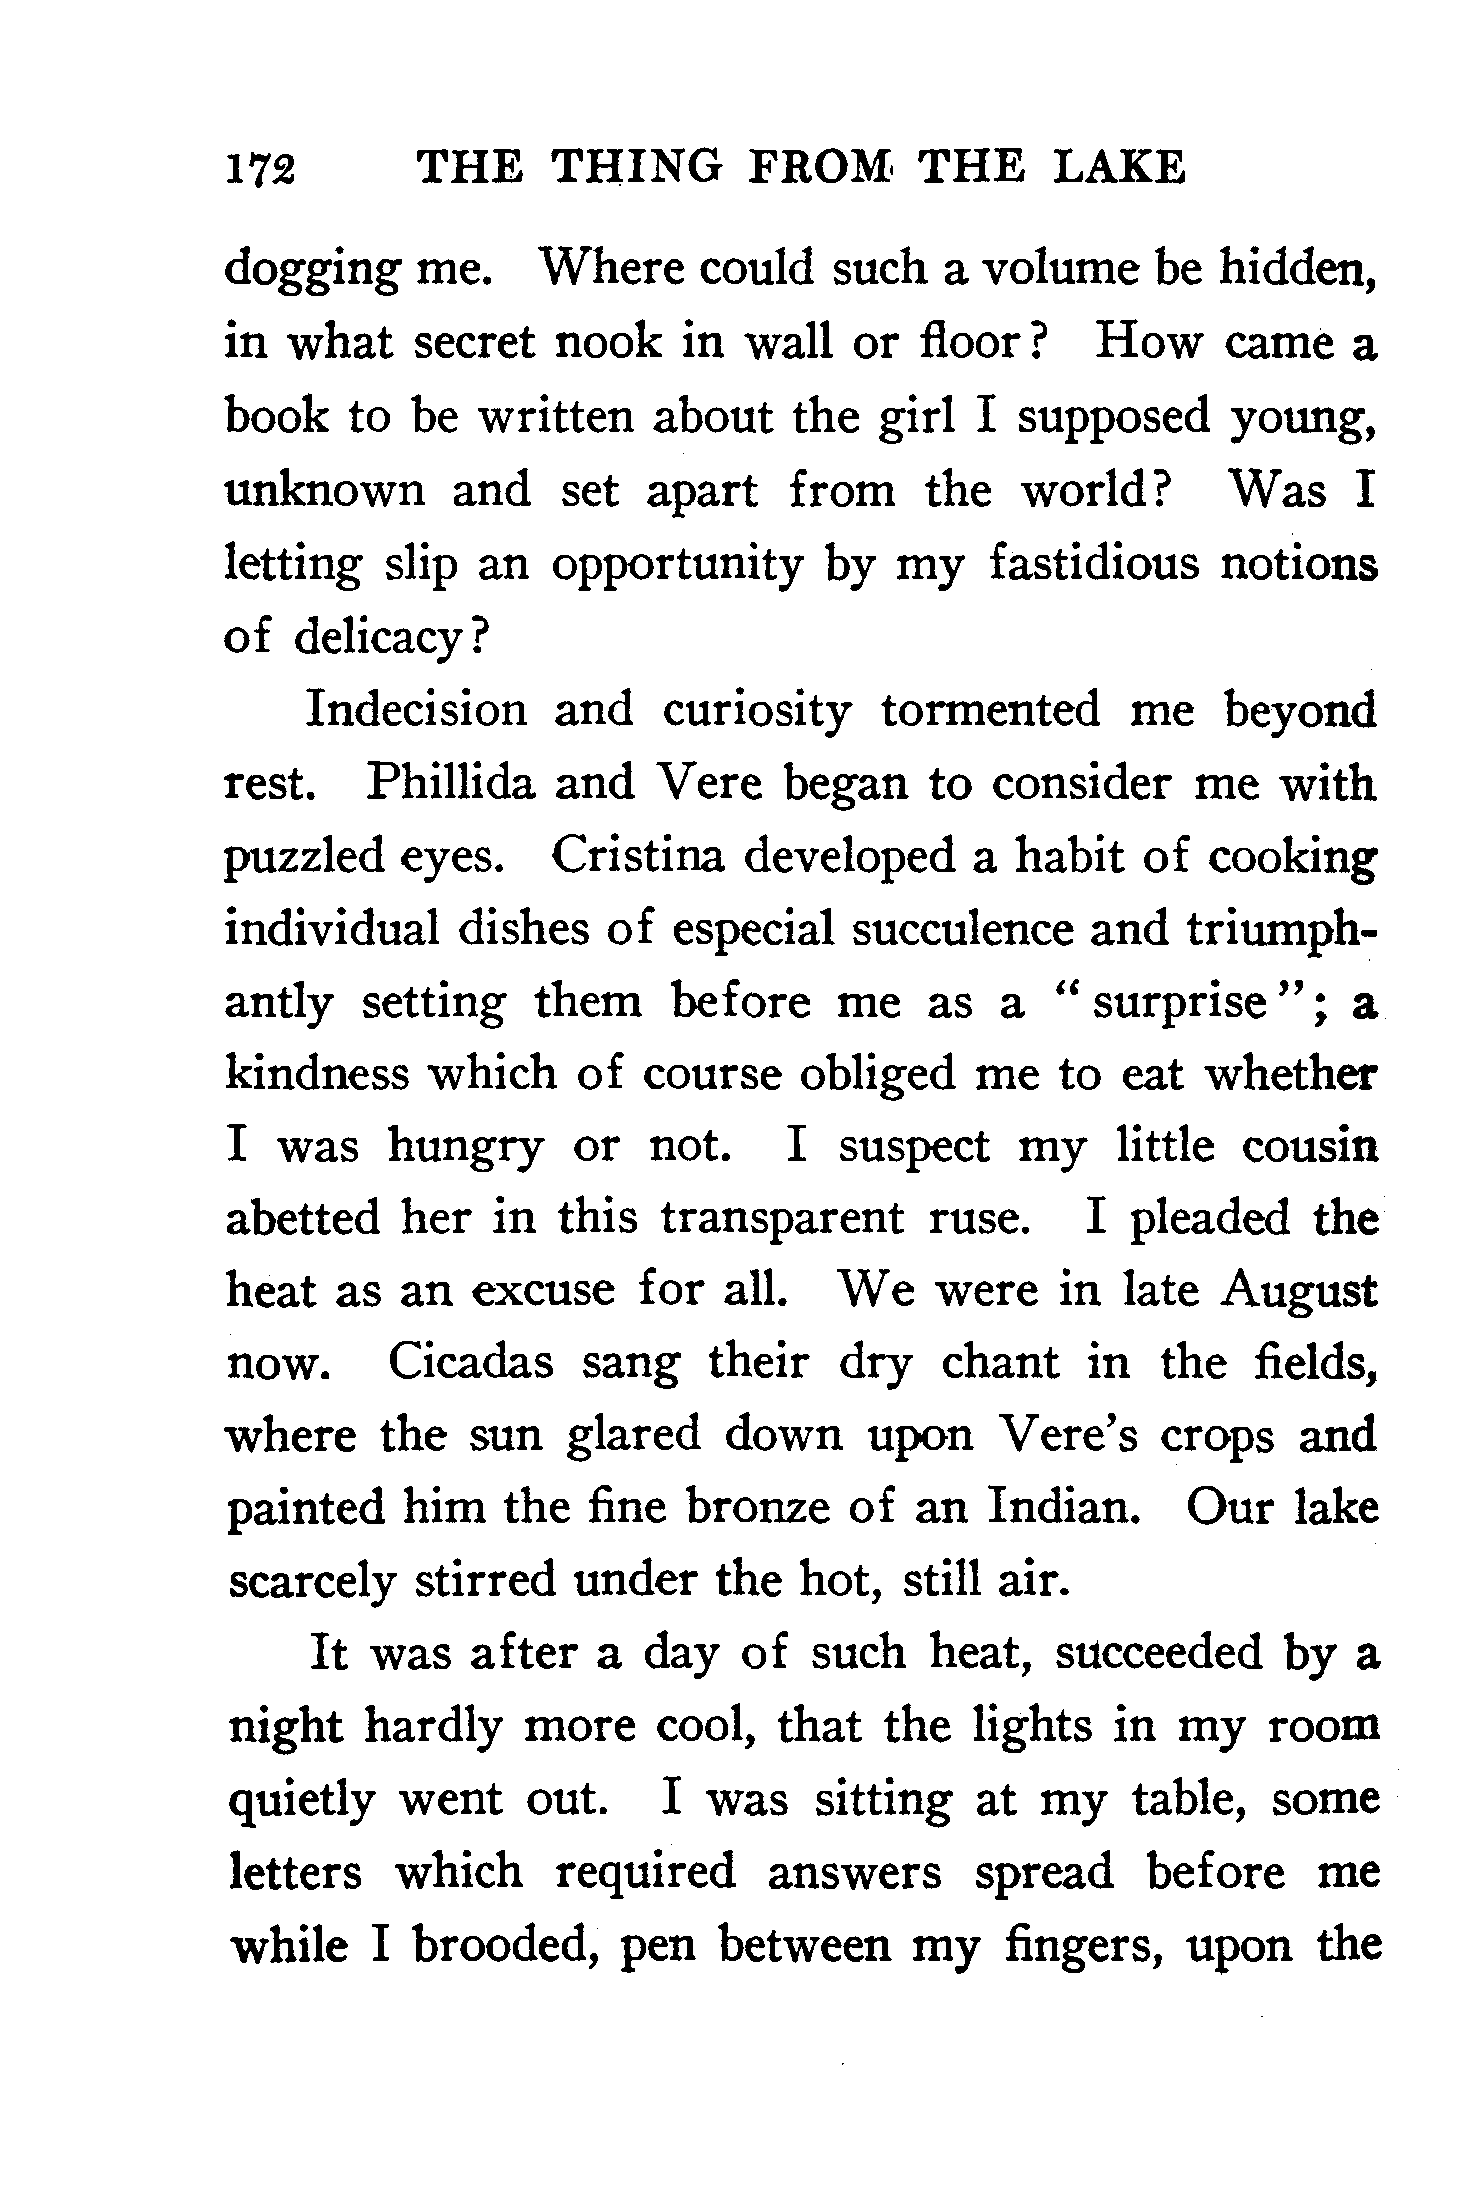 172 THE THING FROM THE LAKE
dogging me. Where could such a volume be hidden,
in what secret nook in wall or floor? How came a
book to be written about the girl I supposed young,
unknown and set apart from the world? Was I
letting slip an opportunity by my fastidious notions
of delicacy?
Indecision and curiosity tormented me beyond
rest. Phillida and Vere began to consider me with
puzzled eyes. Cristina developed a habit of cooking
individual dishes of especial succulence and triumph-
antly setting them before me as a "surprise"; a
kindness which of course obliged me to eat whether
I was hungry or not. I suspect my little cousin
abetted her in this transparent ruse. I pleaded the
heat as an excuse for all. We were in late August
now. Cicadas sang their dry chant in the fields,
where the sun glared down upon Vere's crops and
painted him the fine bronze of an Indian. Our lake
scarcely stirred under the hot, still air.
It was after a day of such heat, succeeded by a
night hardly more cool, that the lights in my room
quietly went out. I was sitting at my table, some
letters which required answers spread before me
while I brooded, pen between my fingers, upon the